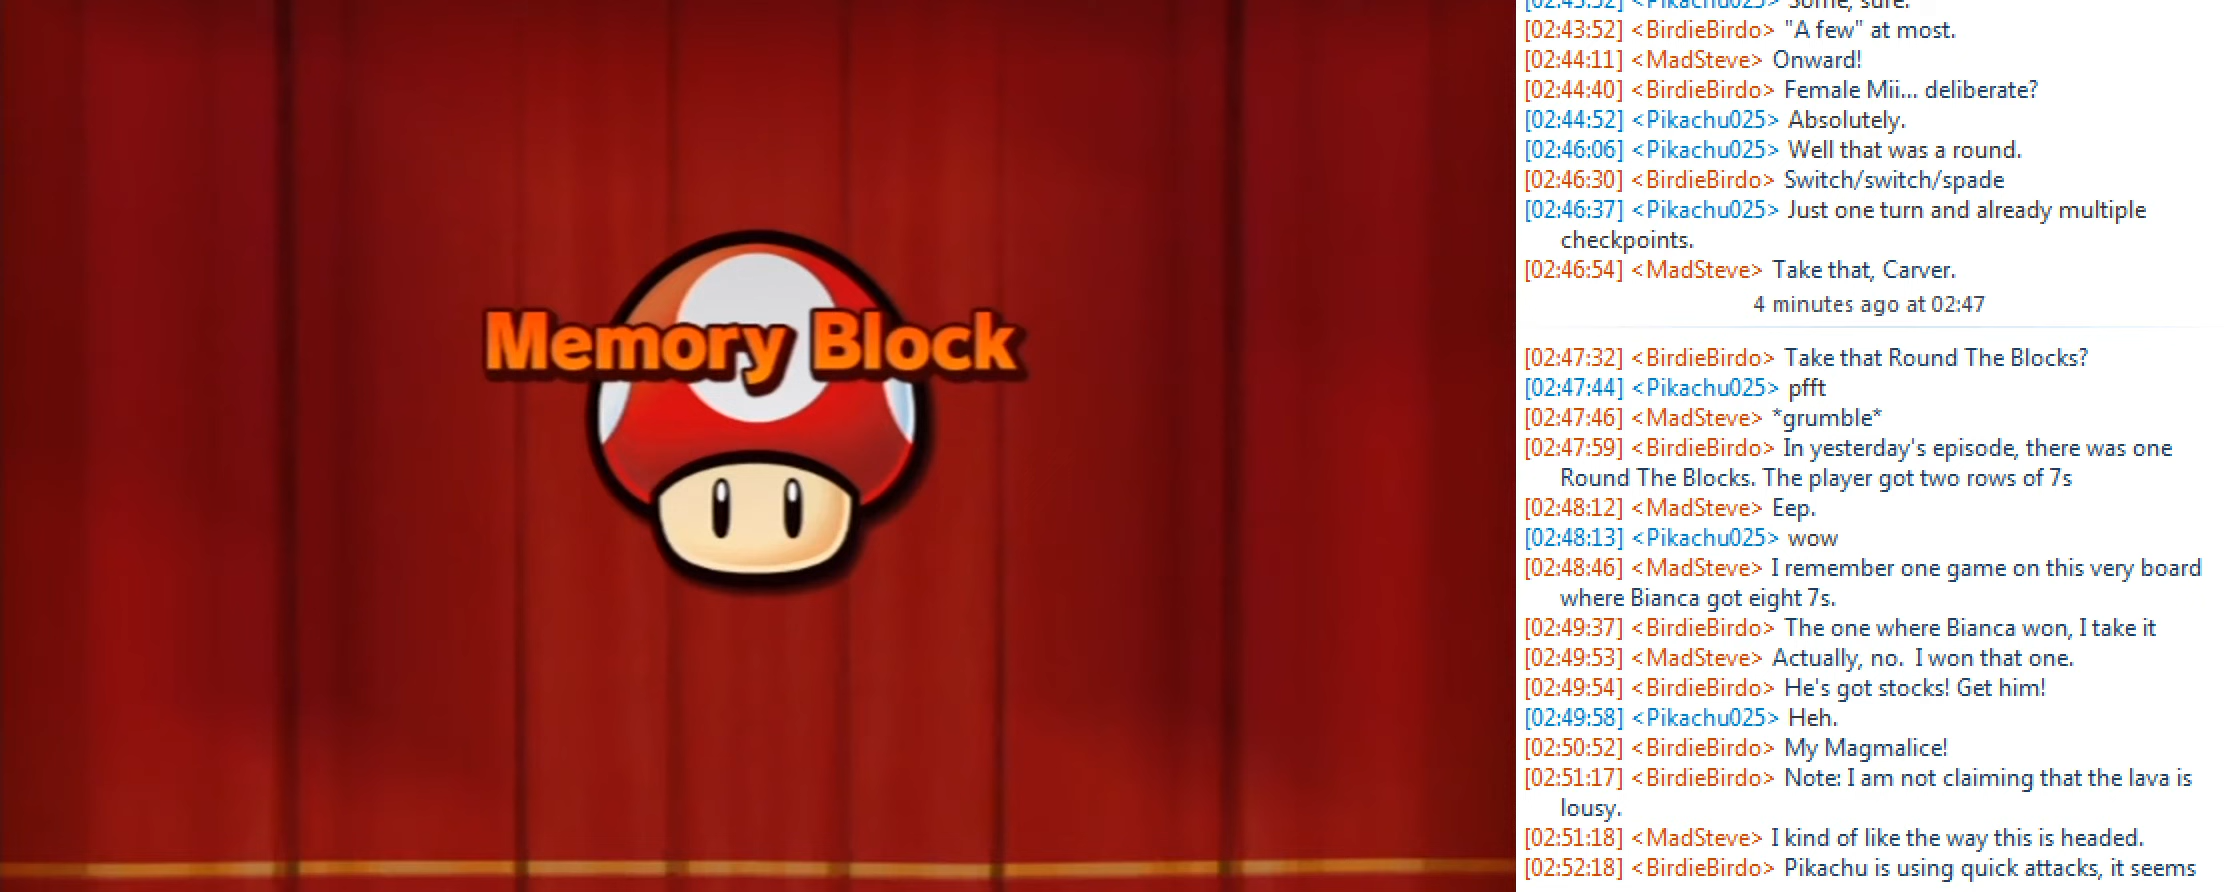 Memory Block
[02:43:52] <Pikachu025> Some, sure.
[02:43:52] <BirdieBirdo> "A few" at most.
[02:44:11] <MadSteve> Onward!
[02:44:40] <BirdieBirdo> Female Mii... deliberate?
[02:44:52] <Pikachu025> Absolutely.
[02:46:06] <Pikachu025> Well that was a round.
[02:46:30] <BirdieBirdo> Switch/switch/spade
[02:46:37] <Pikachu025> Just one turn and already multiple
checkpoints.
[02:46:54] <MadSteve> Take that, Carver.
4 minutes ago at 02:47
[02:47:32] <BirdieBirdo> Take that Round The Blocks?
[02:47:44] <Pikachu025> pfft
[02:47:46] <MadSteve> *grumble*
[02:47:59] <BirdieBirdo> In yesterday's episode, there was one
Round The Blocks. The player got two rows of 7s
[02:48:12] <MadSteve> Eep.
[02:48:13] <Pikachu025> wow
[02:48:46] <MadSteve> I remember one game on this very board
where Bianca got eight 7s.
[02:49:37] <BirdieBirdo> The one where Bianca won, I take it
[02:49:53] <MadSteve> Actually, no.  I won that one.
[02:49:54] <BirdieBirdo> He's got stocks! Get him!
[02:49:58] <Pikachu025> Heh.
[02:50:52] <BirdieBirdo> My Magmalice!
[02:51:17] <BirdieBirdo> Note: I am not claiming that the lava is
lousy.
[02:51:18] <MadSteve> I kind of like the way this is headed.
[02:52:18] <BirdieBirdo> Pikachu is using quick attacks, it seems